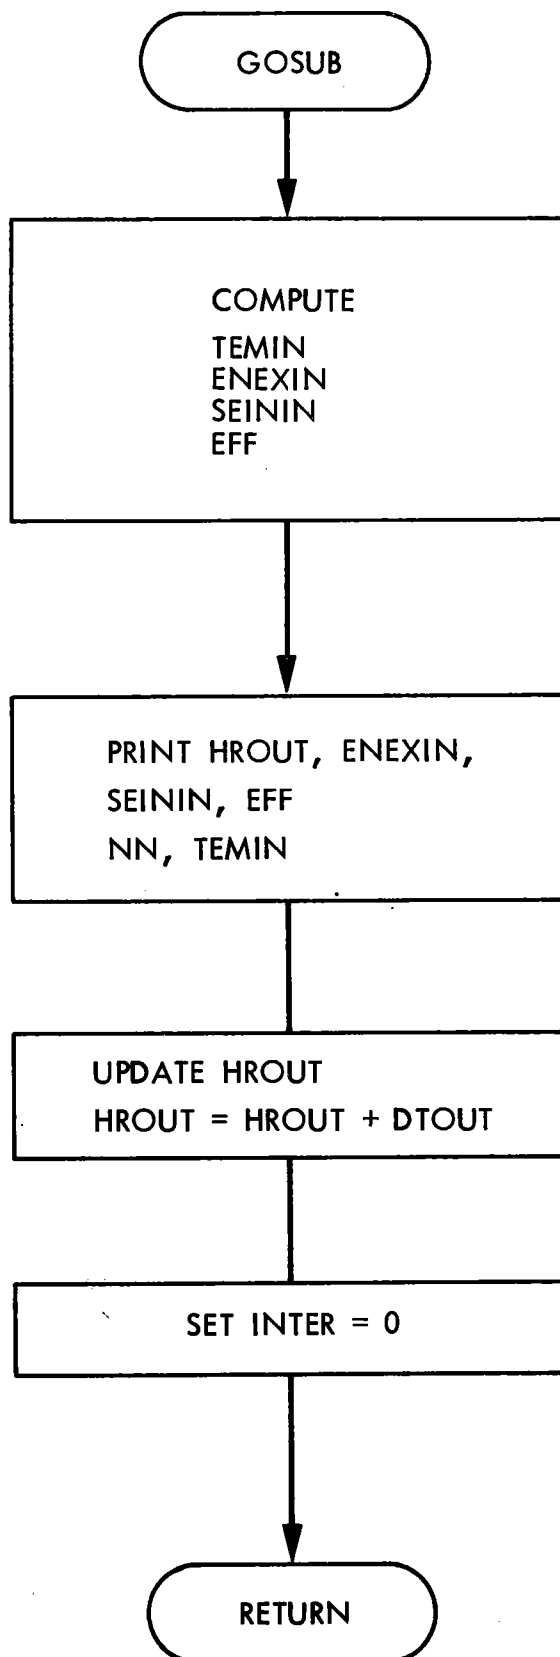 GOSUB
COMPUTE
TEMIN
ENEXIN
SEININ
EFF
PRINT HROUT, ENEXIN,
SEININ, EFF
NN, TEMIN
UPDATE HROUT
HROUT = HROUT + DTOUT
SET INTER = 0
RETURN